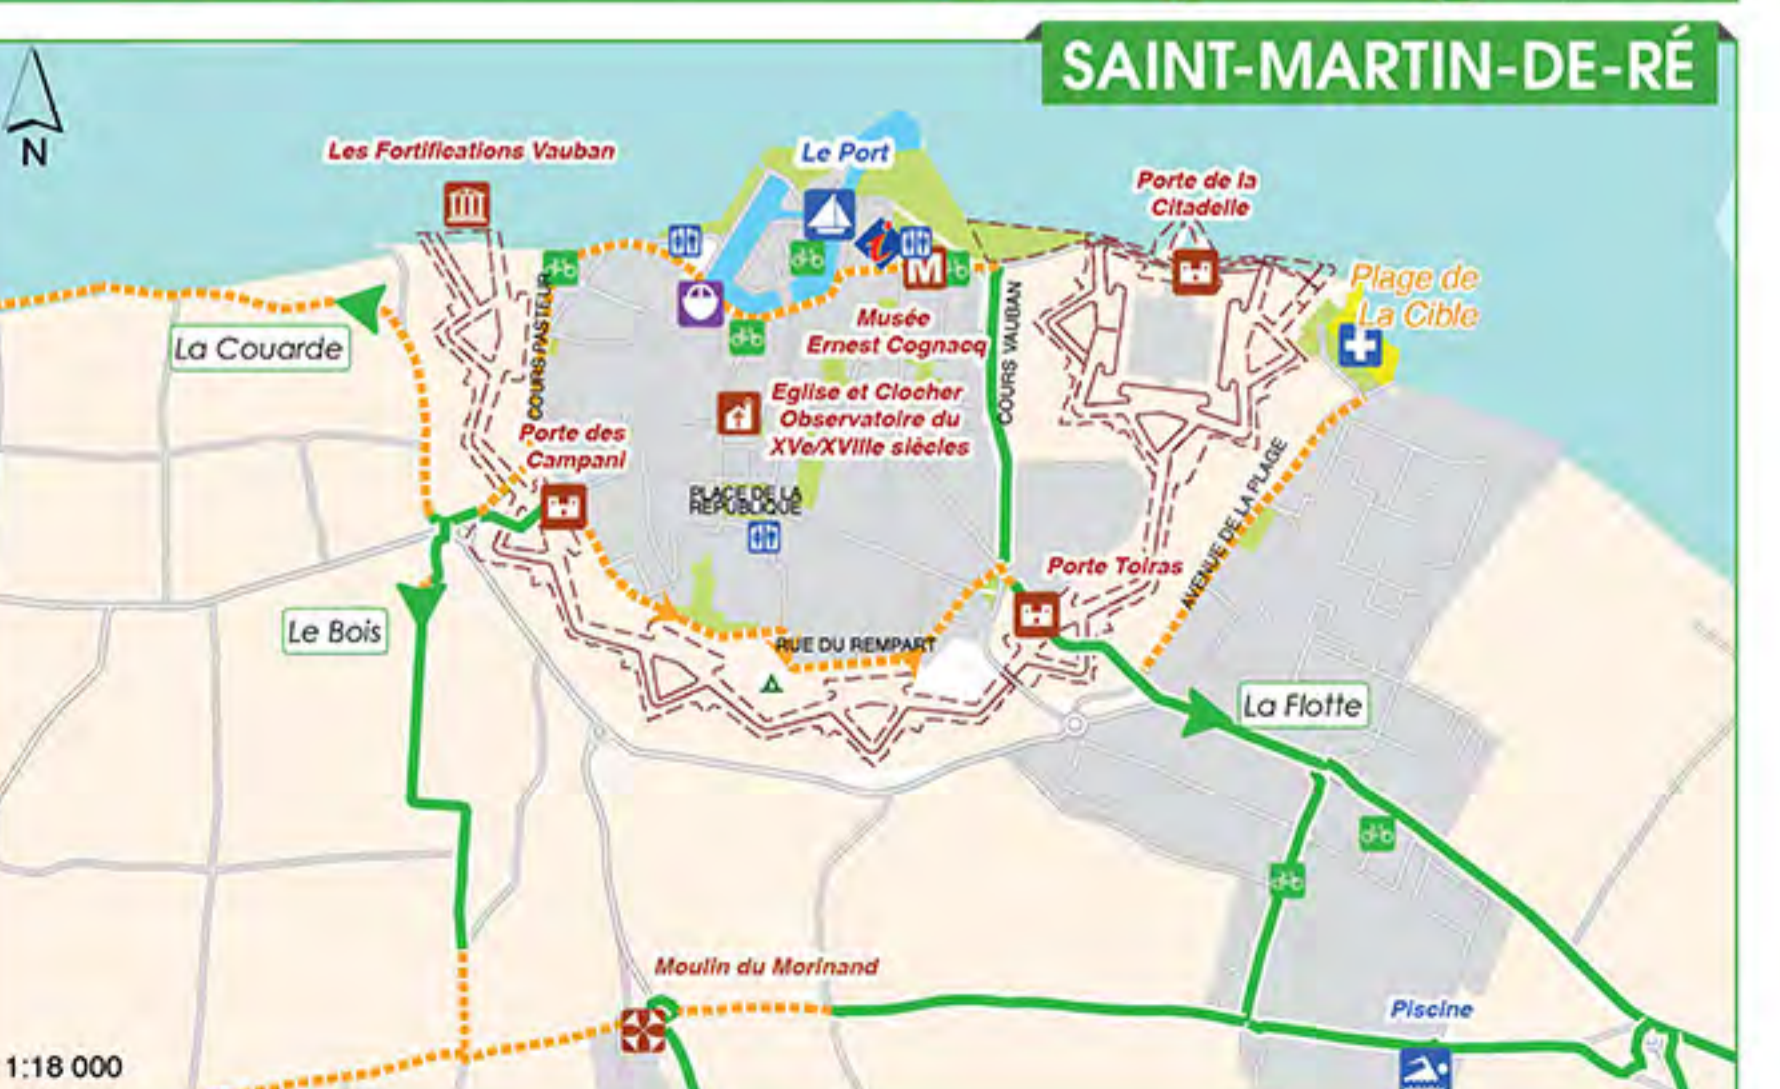 SAINT-MARTIN-DE-RÉ
N
Les Fortifications Vauban
Le Port
Porte de la
Citadelle
Plage de
La Cible
La Couarde
COURS PASTEUR
M
Musée
Ernest Cognacq
COURS VAUBAN
Eglise et Clocher
Observatoire du
XVe/XVIIIe siècles
Porte des
Campani
PLACE DE LA
REPUBLIQUE
AVENUE DE LA PLAGE
Porte Toiras
Le Bois
RUE DU REMPART
La Flotte
Moulin du Morinand
Piscine
1:18 000